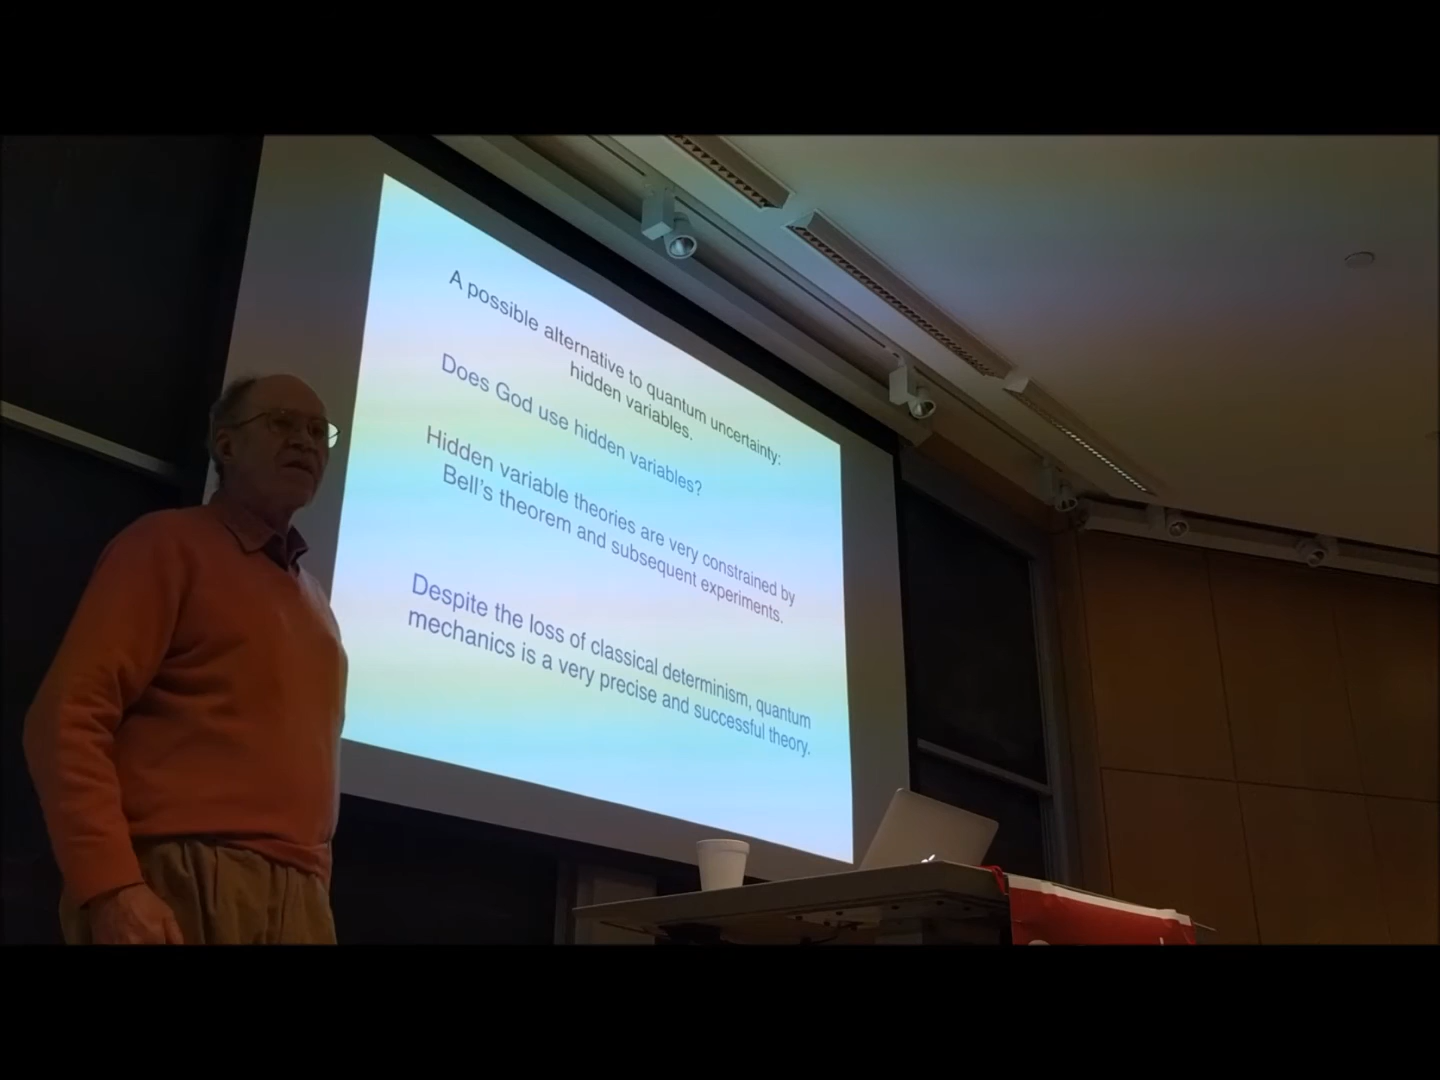 A possible alternative to quantum uncertainty:
hidden variables.
Does God use hidden variables?
Hidden variable theories are very constrained by
Bell's theorem and subsequent experiments.
Despite the loss of classical determinism, quantum
mechanics is a very precise and successful theory.